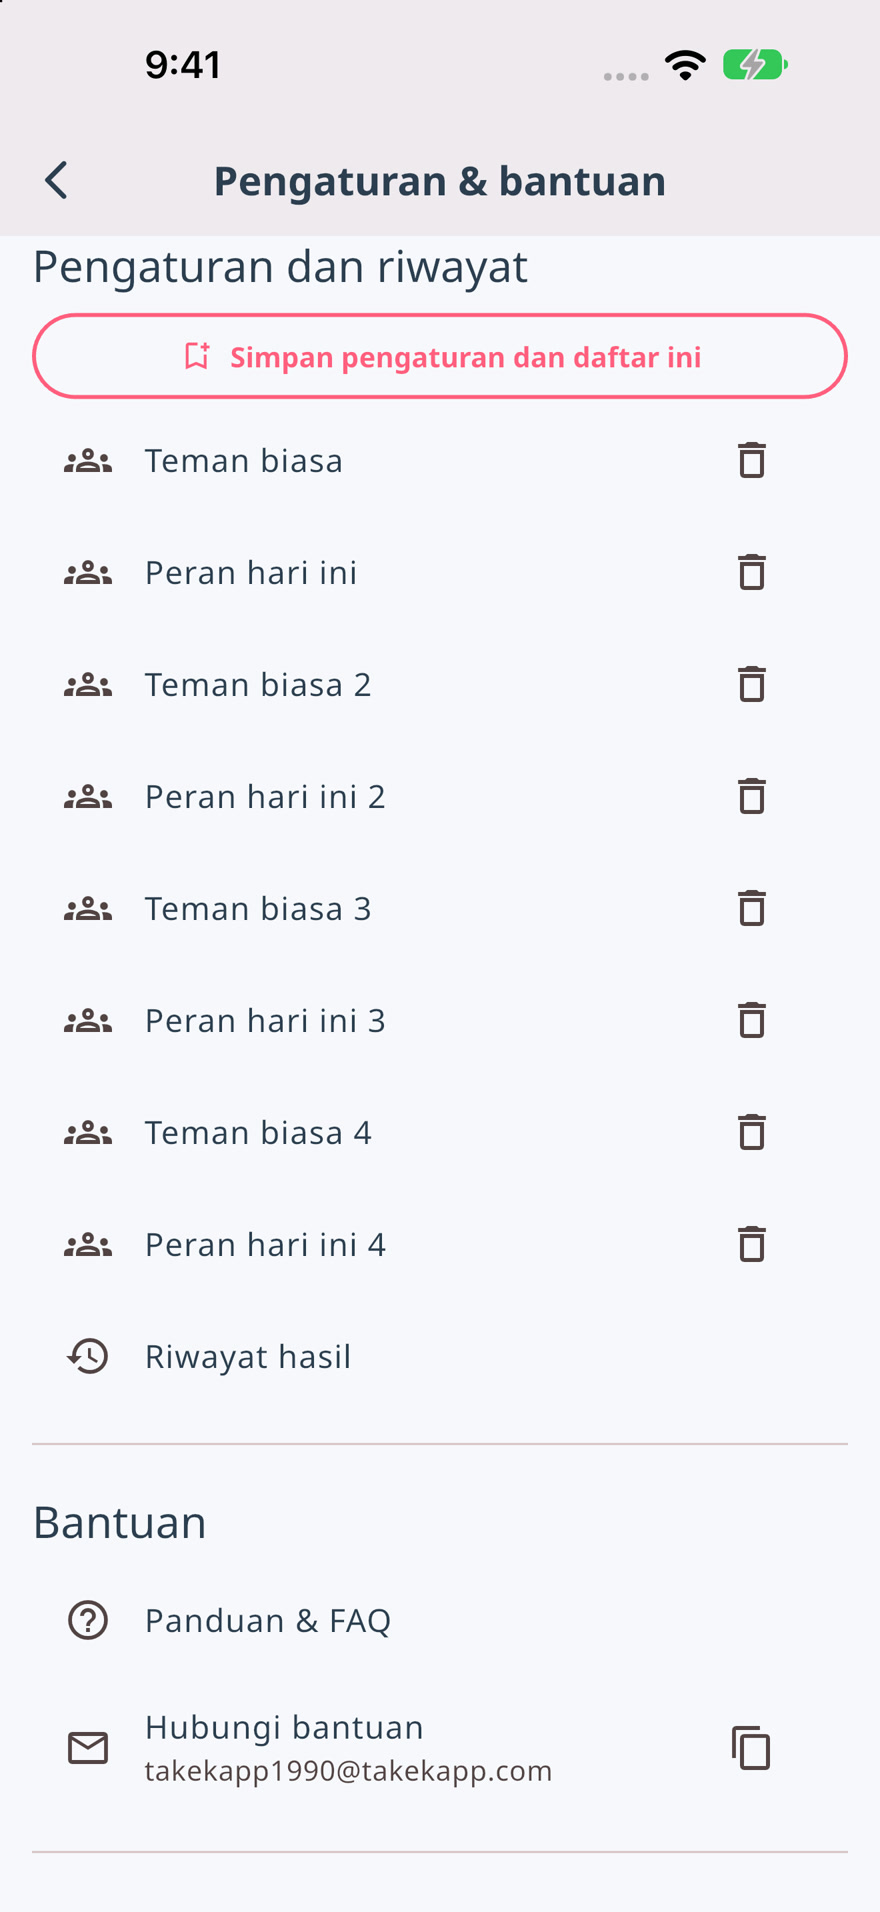 9:41
Pengaturan & bantuan
Pengaturan dan riwayat
Simpan pengaturan dan daftar ini
Teman biasa
Peran hari ini
Teman biasa 2
Peran hari ini 2
Teman biasa 3
Peran hari ini 3
Teman biasa 4
Peran hari ini 4
Riwayat hasil
Bantuan
Panduan & FAQ
Hubungi bantuan
takekapp1990@takekapp.com